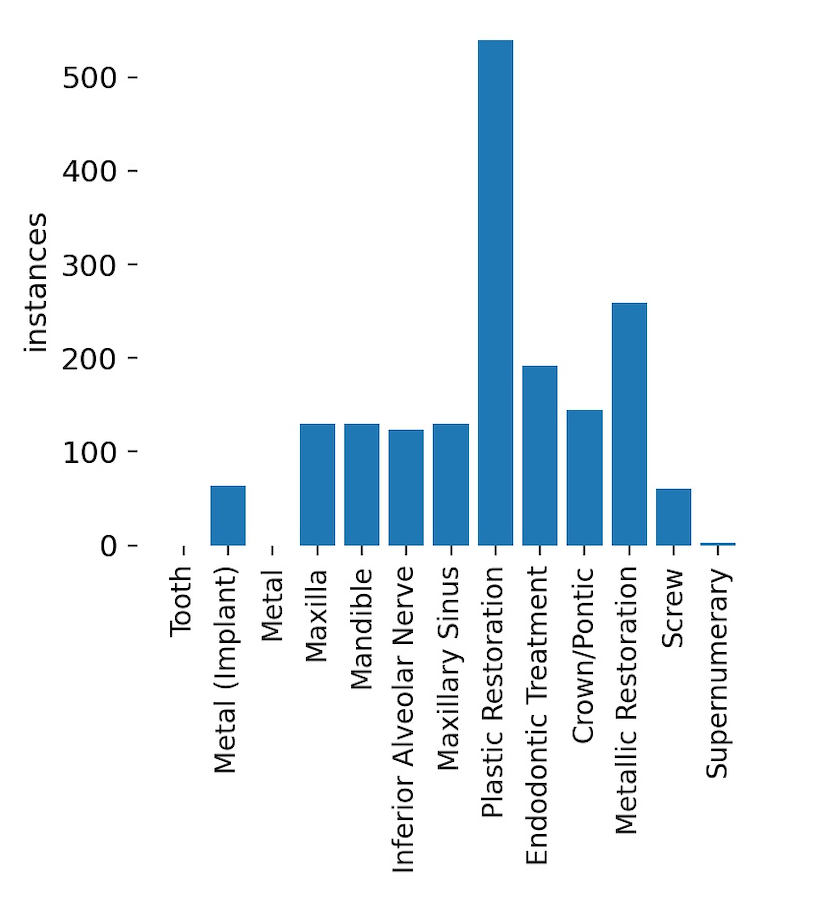 500
400
300
200
100
0
instances
Tooth
Metal (Implant)
Metal
Maxilla
Mandible
Inferior Alveolar Nerve
Maxillary Sinus
Plastic Restoration
Endodontic Treatment
Crown/Pontic
Metallic Restoration
Screw
Supernumerary